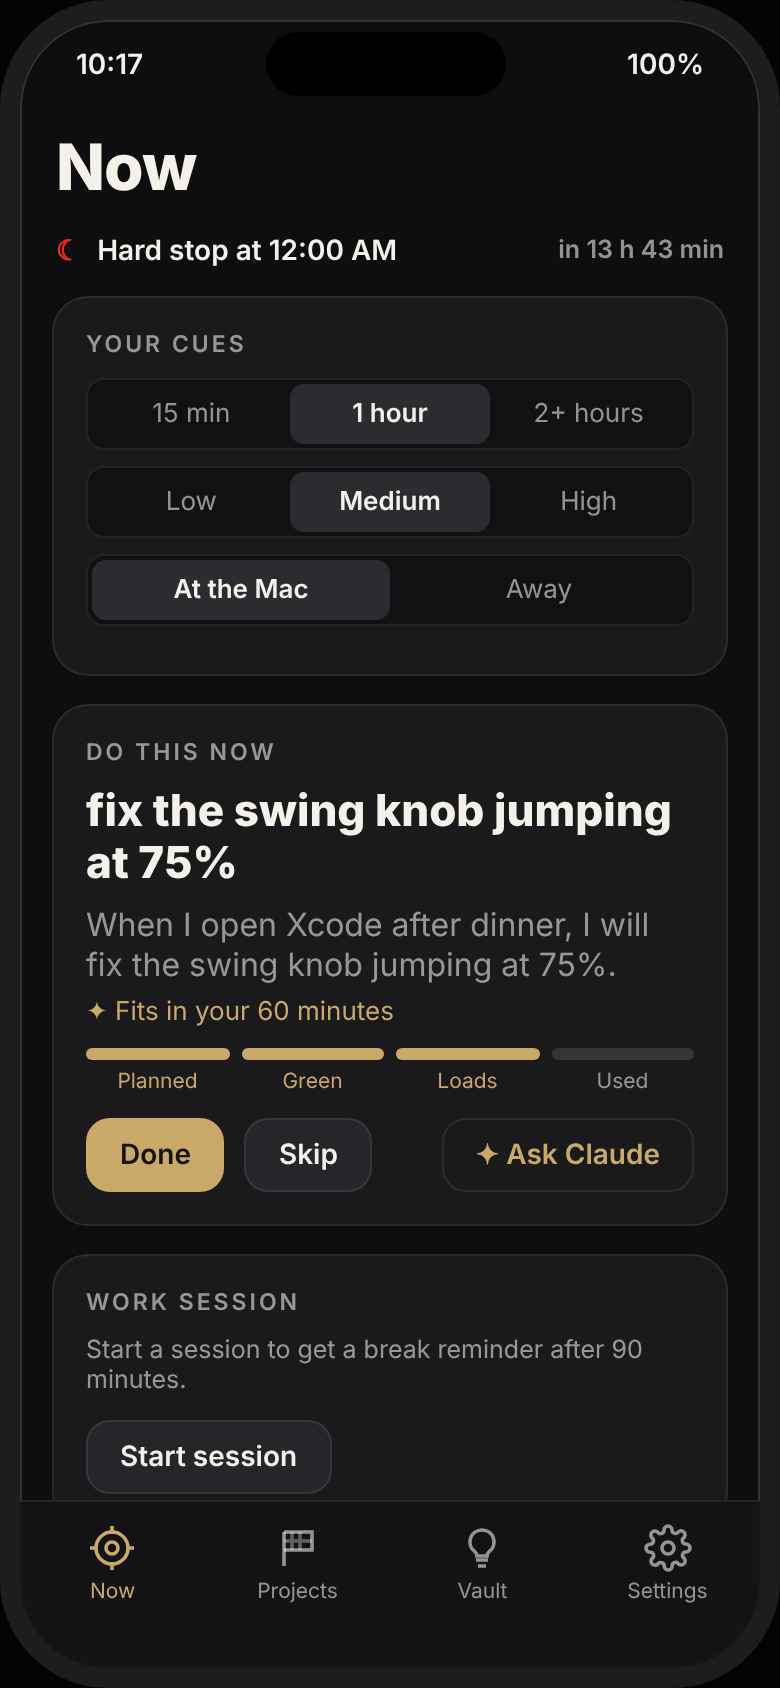 10:17 100%
Now
Hard stop at 12:00 AM in 13 h 43 min
YOUR CUES
15 min 1 hour 2+ hours
Low Medium High
At the Mac Away
DO THIS NOW
fix the swing knob jumping
at 75%
When I open Xcode after dinner, I will
fix the swing knob jumping at 75%.
✦ Fits in your 60 minutes
Planned Green Loads Used
Done Skip ✦ Ask Claude
WORK SESSION
Start a session to get a break reminder after 90
minutes.
Start session
Now Projects Vault Settings